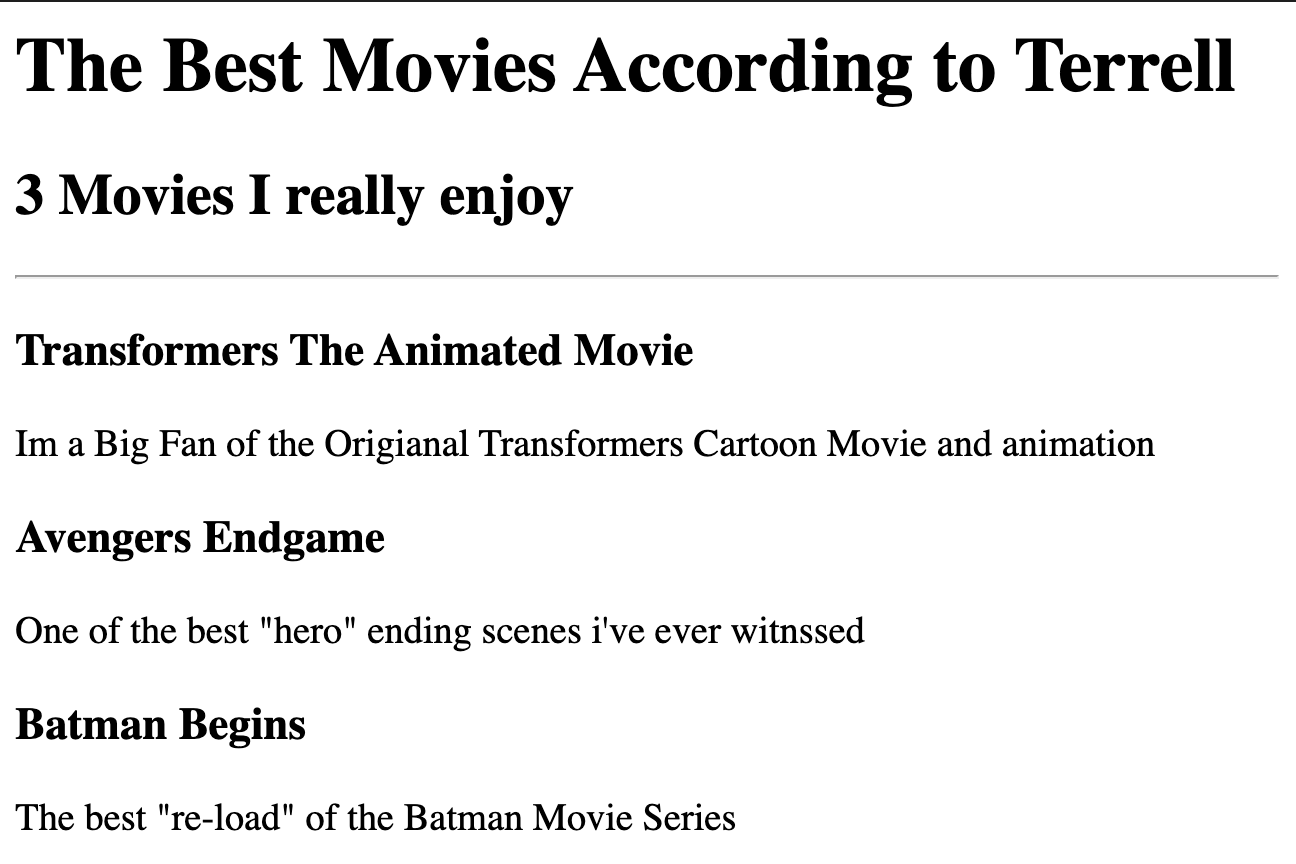 The Best Movies According to Terrell
3 Movies I really enjoy
Transformers The Animated Movie
Im a Big Fan of the Origianal Transformers Cartoon Movie and animation
Avengers Endgame
One of the best "hero" ending scenes i've ever witnssed
Batman Begins
The best "re-load" of the Batman Movie Series